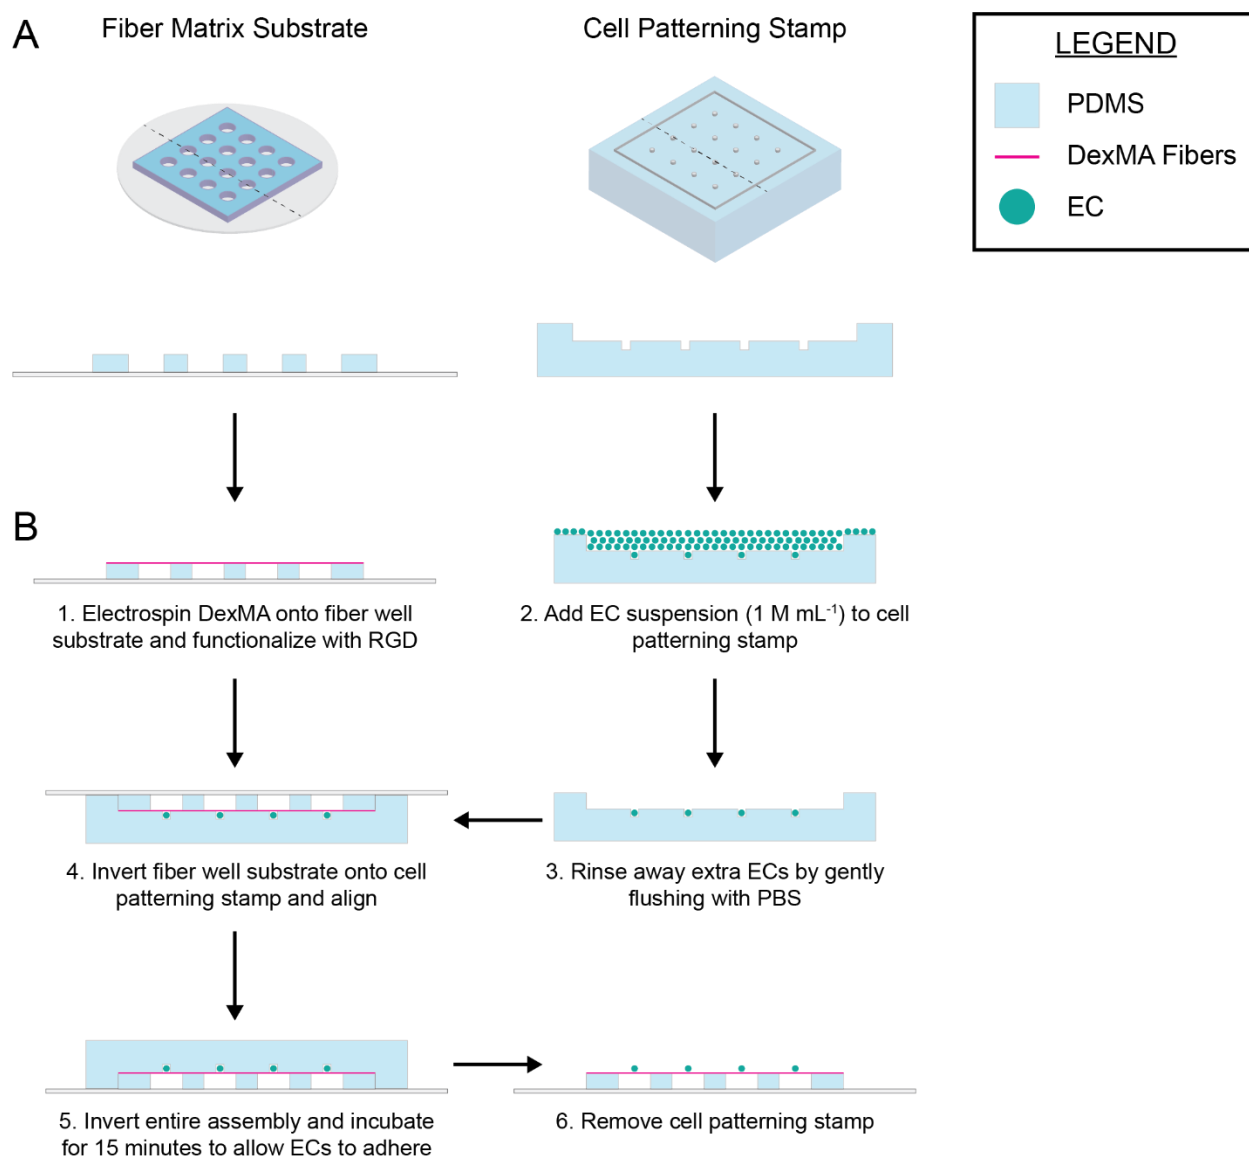 A
Fiber Matrix Substrate
Cell Patterning Stamp
LEGEND
PDMS
DexMA Fibers
EC
B
1. Electrospin DexMA onto fiber well
substrate and functionalize with RGD
2. Add EC suspension (1 M mL⁻¹) to cell
patterning stamp
4. Invert fiber well substrate onto cell
patterning stamp and align
3. Rinse away extra ECs by gently
flushing with PBS
5. Invert entire assembly and incubate
for 15 minutes to allow ECs to adhere
6. Remove cell patterning stamp